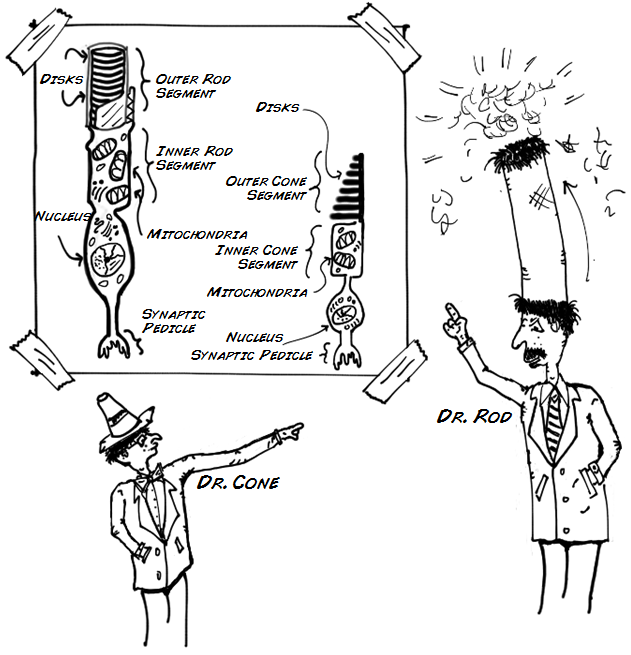 Disks
Outer Rod
Segment
Inner Rod
Segment
Nucleus
Mitochondria
Synaptic
Pedicle
Disks
Outer Cone
Segment
Inner Cone
Segment
Mitochondria
Nucleus
Synaptic Pedicle
Dr. Rod
Dr. Cone